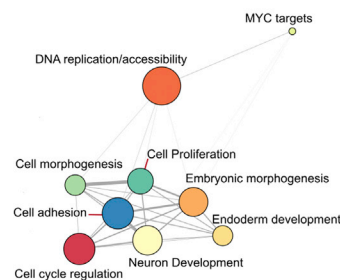 MYC targets
DNA replication/accessibility
Cell Proliferation
Cell morphogenesis
Embryonic morphogenesis
Cell adhesion
Endoderm development
Neuron Development
Cell cycle regulation